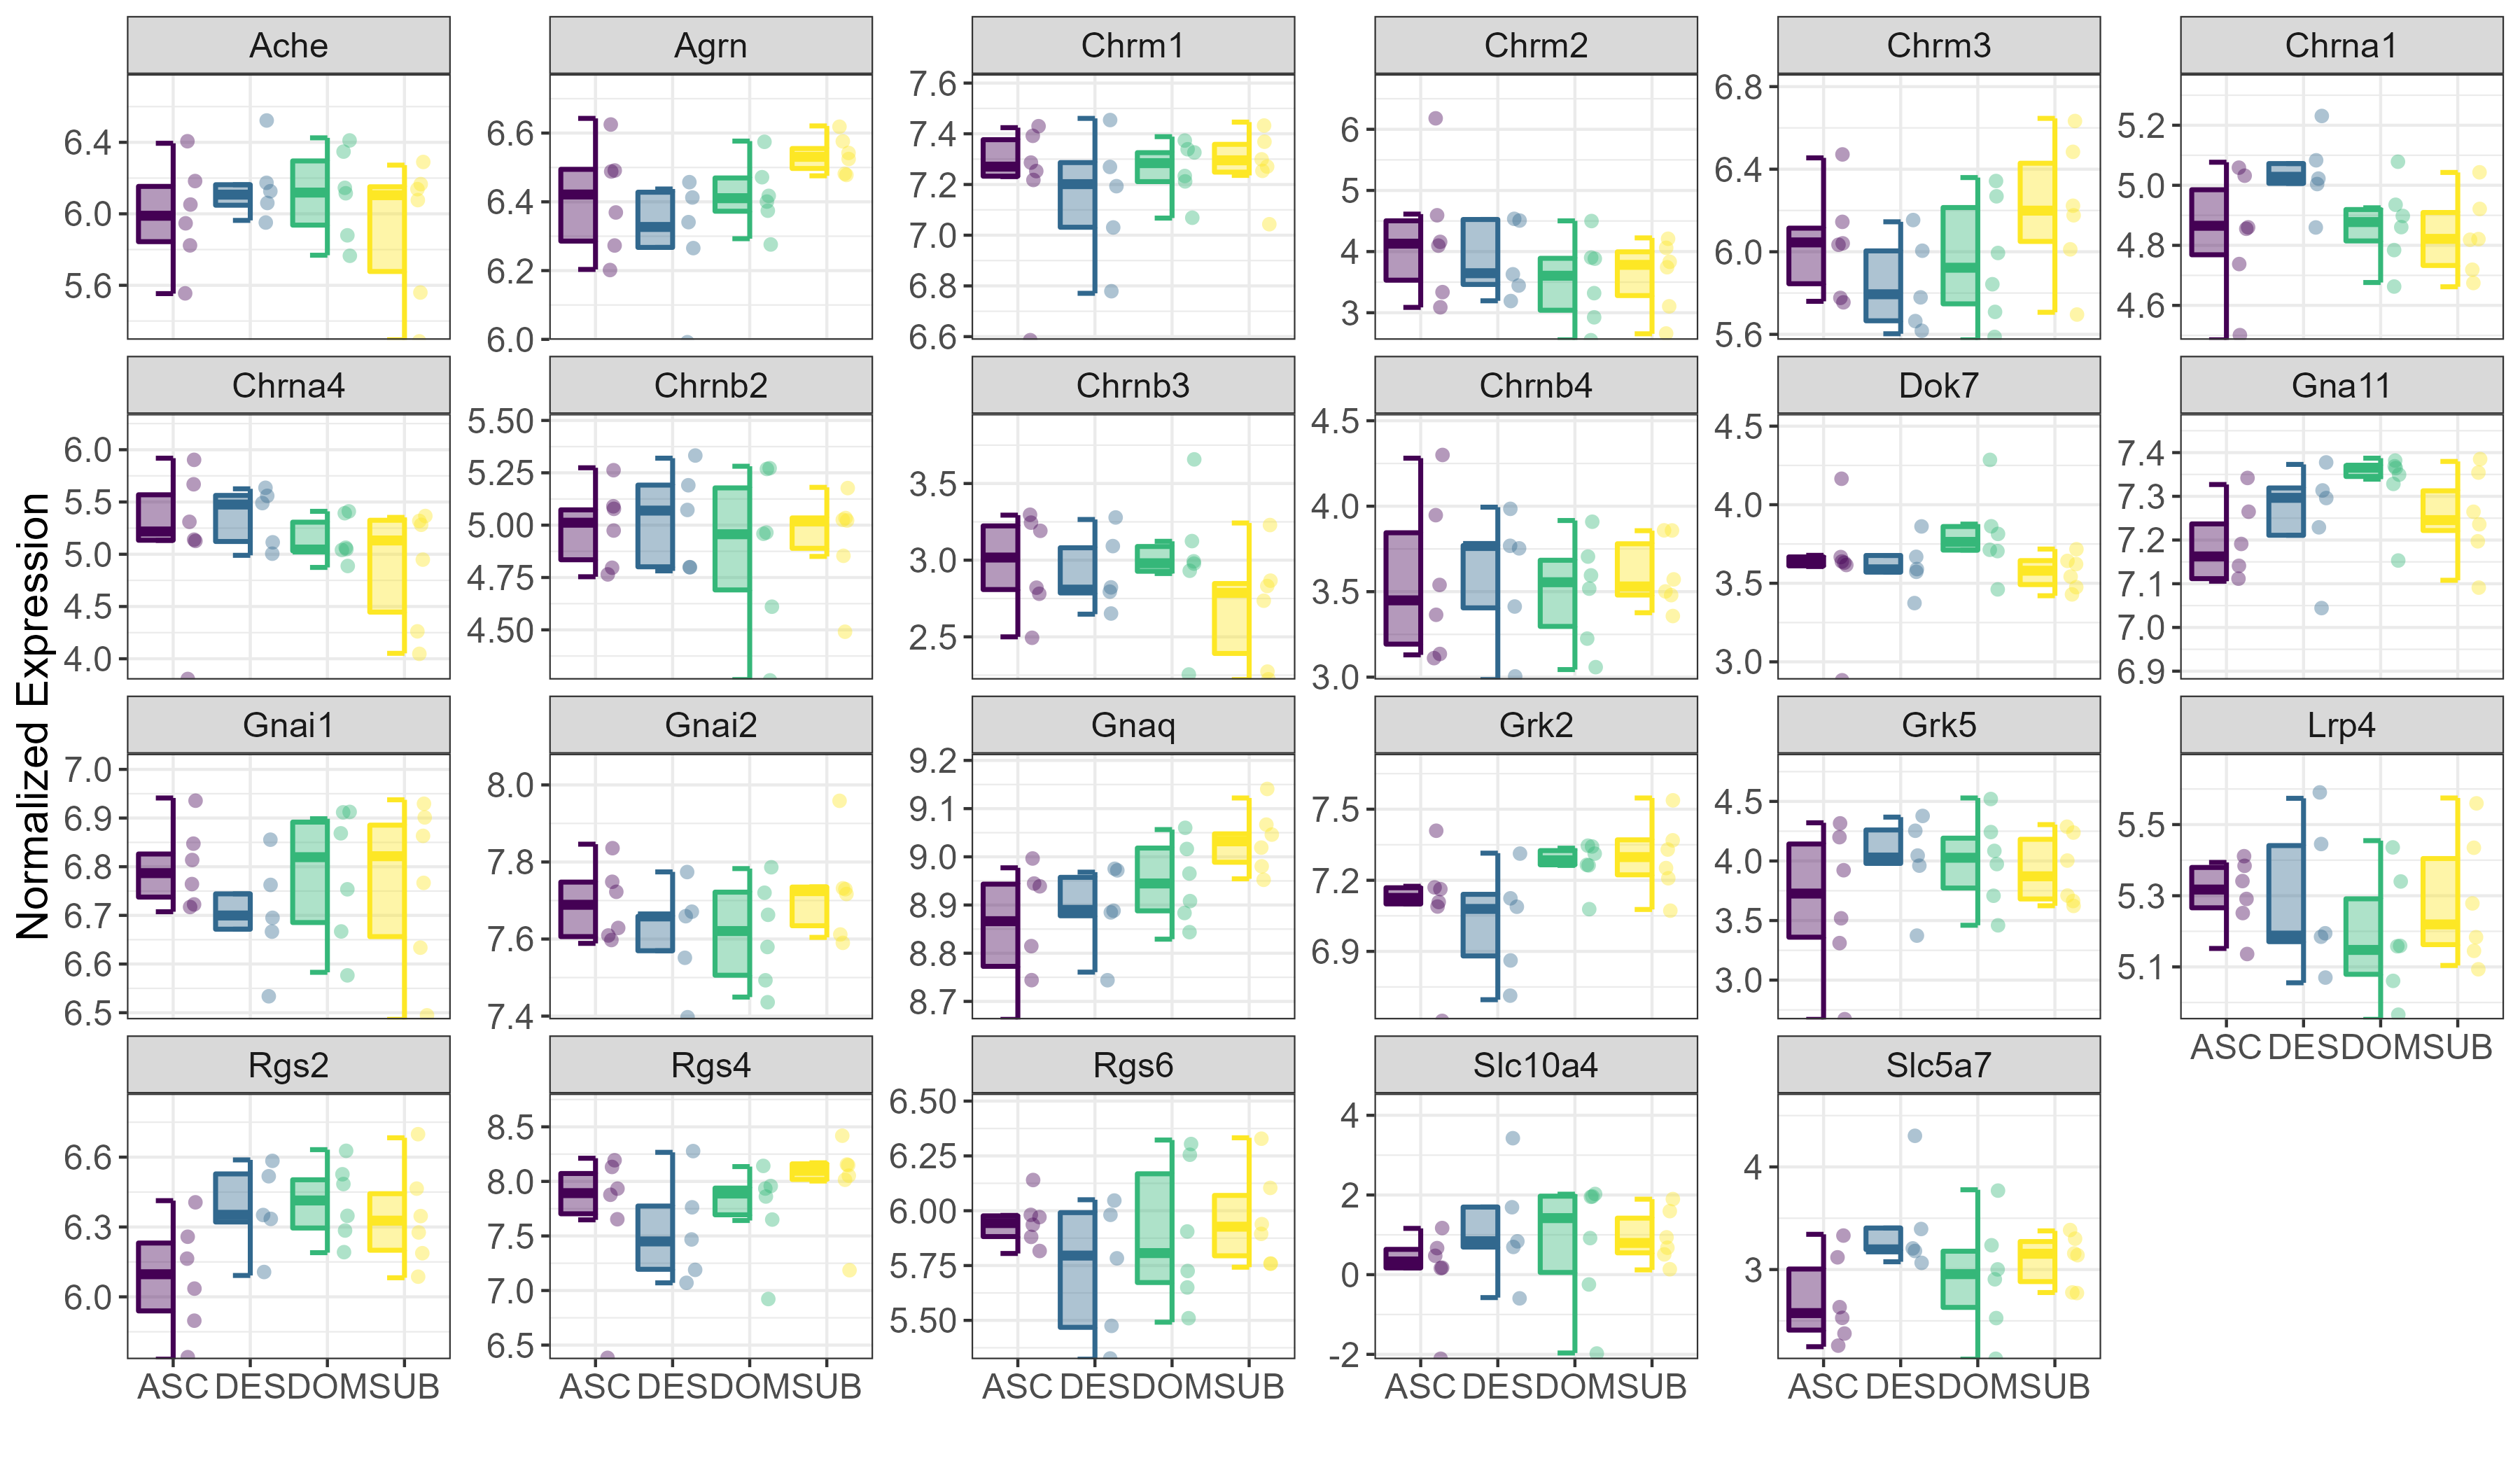 Normalized Expression
Ache Agrn Chrm1 Chrm2 Chrm3 Chrna1
6.4 6.0 5.6
6.6 6.4 6.2 6.0
7.6 7.4 7.2 7.0 6.8 6.6
6 5 4 3
6.8 6.4 6.0 5.6
5.2 5.0 4.8 4.6
Chrna4 Chrnb2 Chrnb3 Chrnb4 Dok7 Gna11
6.0 5.5 5.0 4.5 4.0
5.50 5.25 5.00 4.75 4.50
3.5 3.0 2.5
4.5 4.0 3.5 3.0
4.5 4.0 3.5 3.0
7.4 7.3 7.2 7.1 7.0 6.9
Gnai1 Gnai2 Gnaq Grk2 Grk5 Lrp4
7.0 6.9 6.8 6.7 6.6 6.5
8.0 7.8 7.6 7.4
9.2 9.1 9.0 8.9 8.8 8.7
7.5 7.2 6.9
4.5 4.0 3.5 3.0
5.5 5.3 5.1
ASC DES DOM SUB
Rgs2 Rgs4 Rgs6 Slc10a4 Slc5a7
6.6 6.3 6.0
8.5 8.0 7.5 7.0 6.5
6.50 6.25 6.00 5.75 5.50
4 2 0 -2
4 3
ASC DES DOM SUB ASC DES DOM SUB ASC DES DOM SUB ASC DES DOM SUB ASC DES DOM SUB